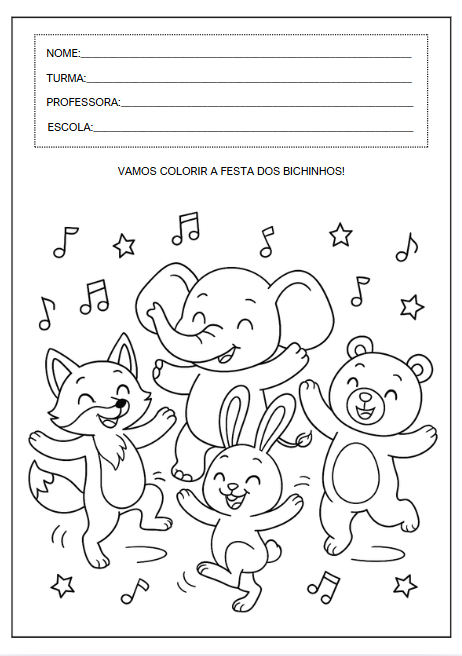 NOME:
TURMA:
PROFESSORA:
ESCOLA:
VAMOS COLORIR A FESTA DOS BICHINHOS!